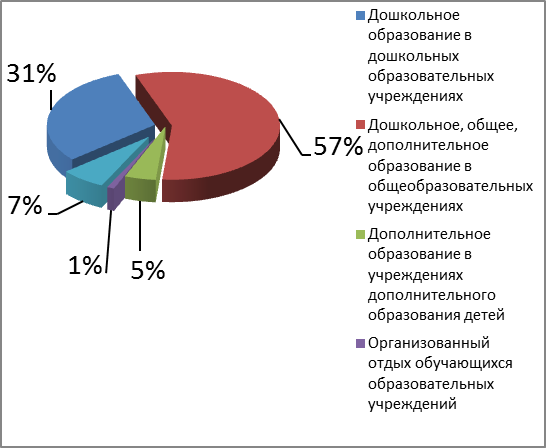 31%
57%
7%
1%
5%
Дошкольное
образование в
дошкольных
образовательных
учреждениях
Дошкольное, общее,
дополнительное
образование в
общеобразовательных
учреждениях
Дополнительное
образование в
учреждениях
дополнительного
образования детей
Организованный
отдых обучающихся
образовательных
учреждений